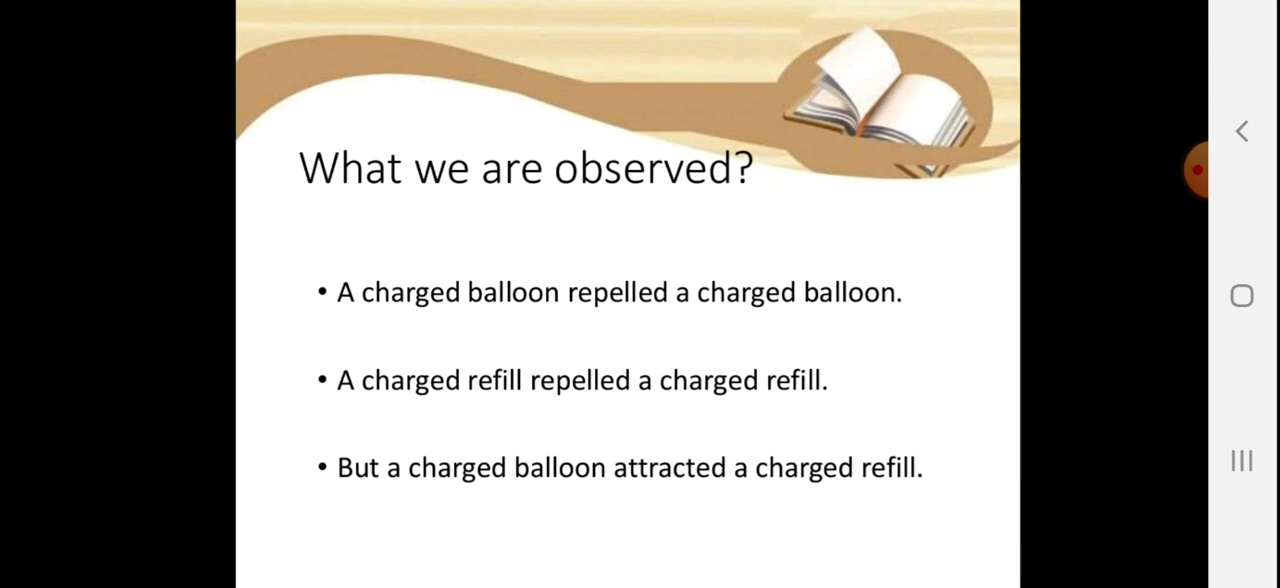 What we are observed?
• A charged balloon repelled a charged balloon.
• A charged refill repelled a charged refill.
• But a charged balloon attracted a charged refill.